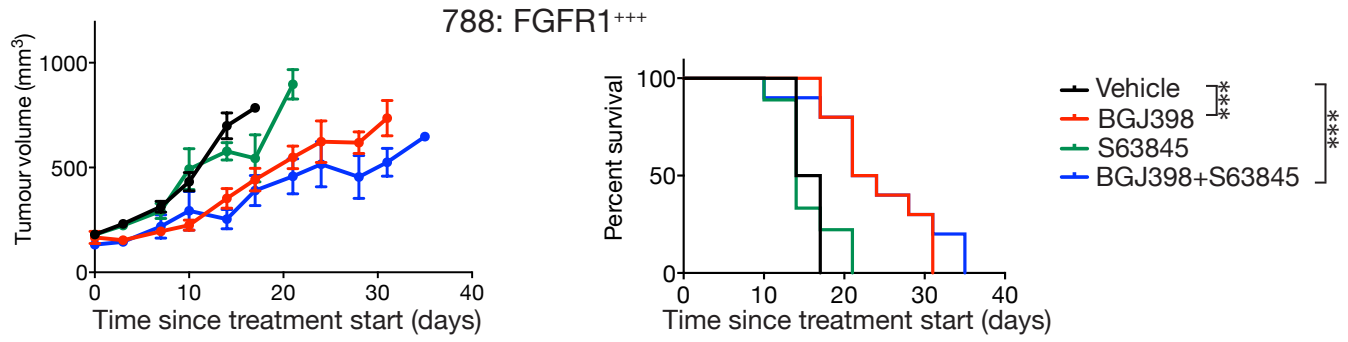 788: FGFR1+++
Tumour volume (mm³)
1000
500
0
0 10 20 30 40
Time since treatment start (days)
Percent survival
100
50
0
0 10 20 30 40
Time since treatment start (days)
Vehicle
BGJ398
S63845
BGJ398+S63845
***
***